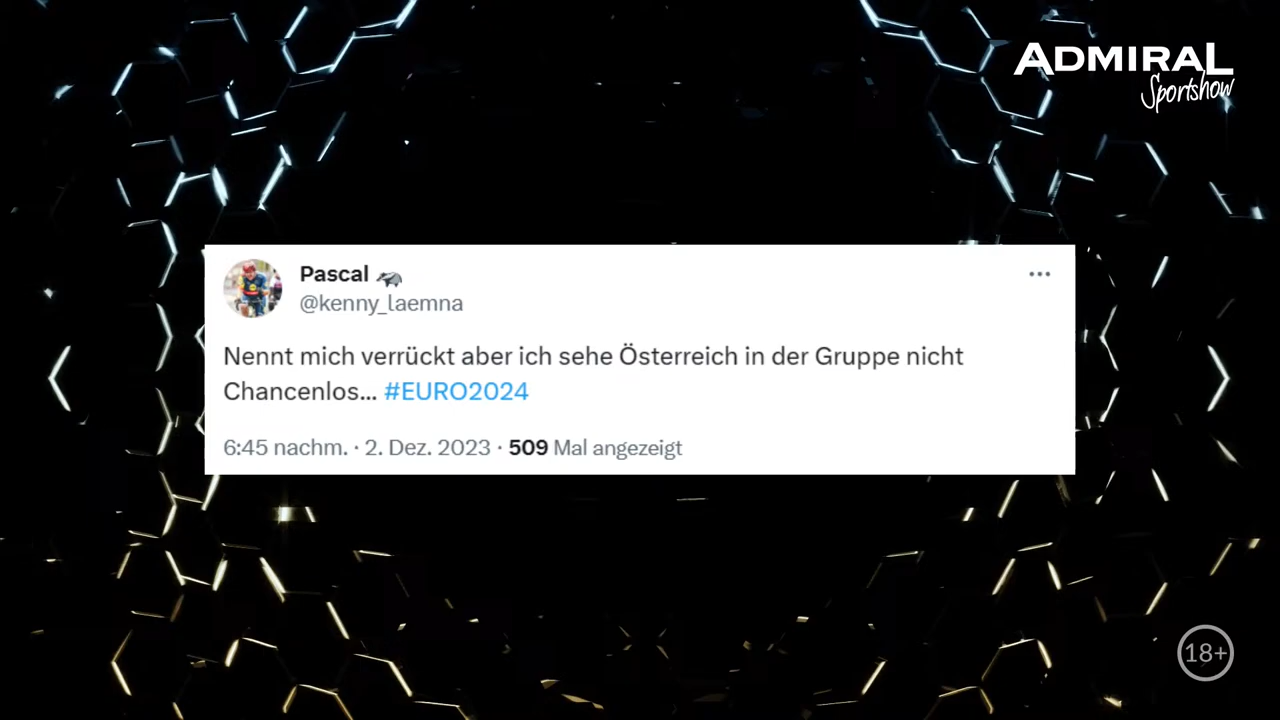 ADMIRAL
Sportshow
Pascal 🦡
@kenny_laemna
Nennt mich verrückt aber ich sehe Österreich in der Gruppe nicht
Chancenlos... #EURO2024
6:45 nachm. · 2. Dez. 2023 · 509 Mal angezeigt
18+